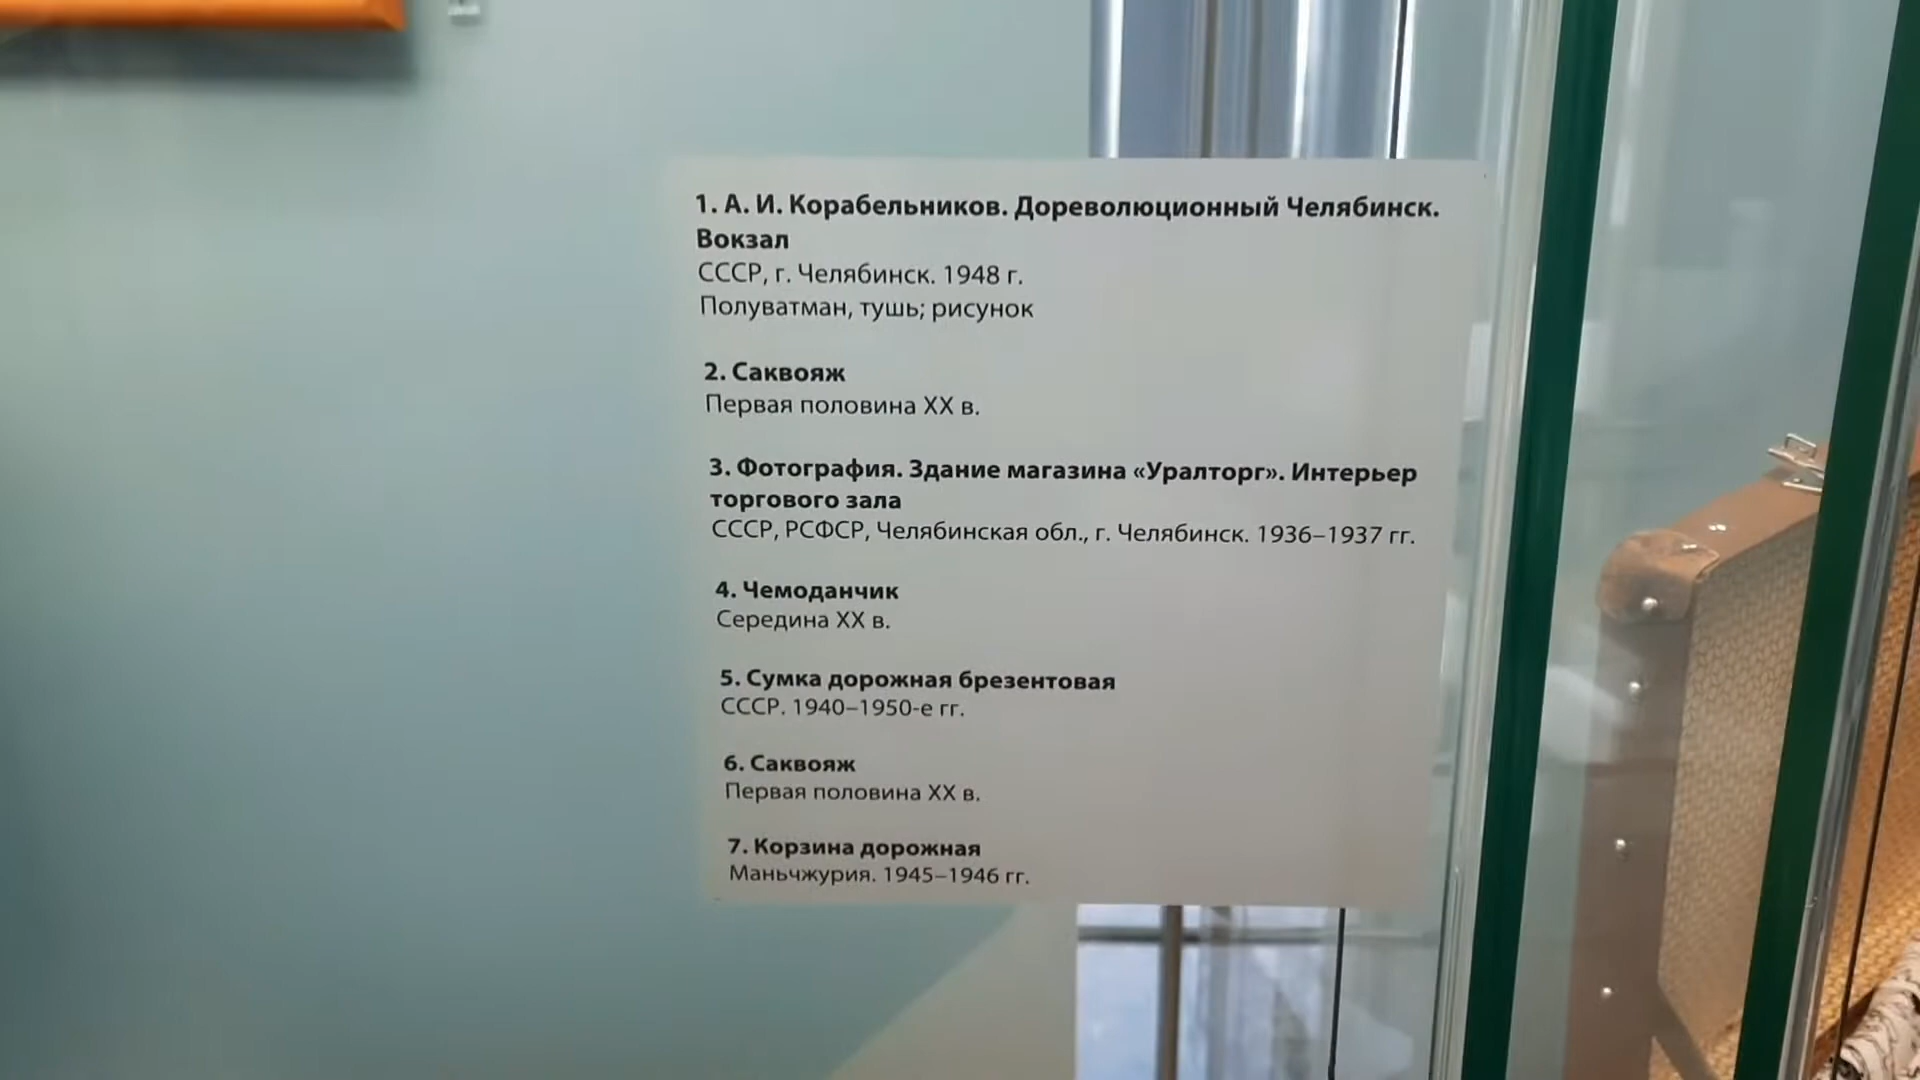 1. А. И. Корабельников. Дореволюционный Челябинск.
Вокзал
СССР, г. Челябинск. 1948 г.
Полуватман, тушь; рисунок
2. Саквояж
Первая половина XX в.
3. Фотография. Здание магазина «Уралторг». Интерьер
торгового зала
СССР, РСФСР, Челябинская обл., г. Челябинск. 1936–1937 гг.
4. Чемоданчик
Середина XX в.
5. Сумка дорожная брезентовая
СССР. 1940–1950-е гг.
6. Саквояж
Первая половина XX в.
7. Корзина дорожная
Маньчжурия. 1945–1946 гг.